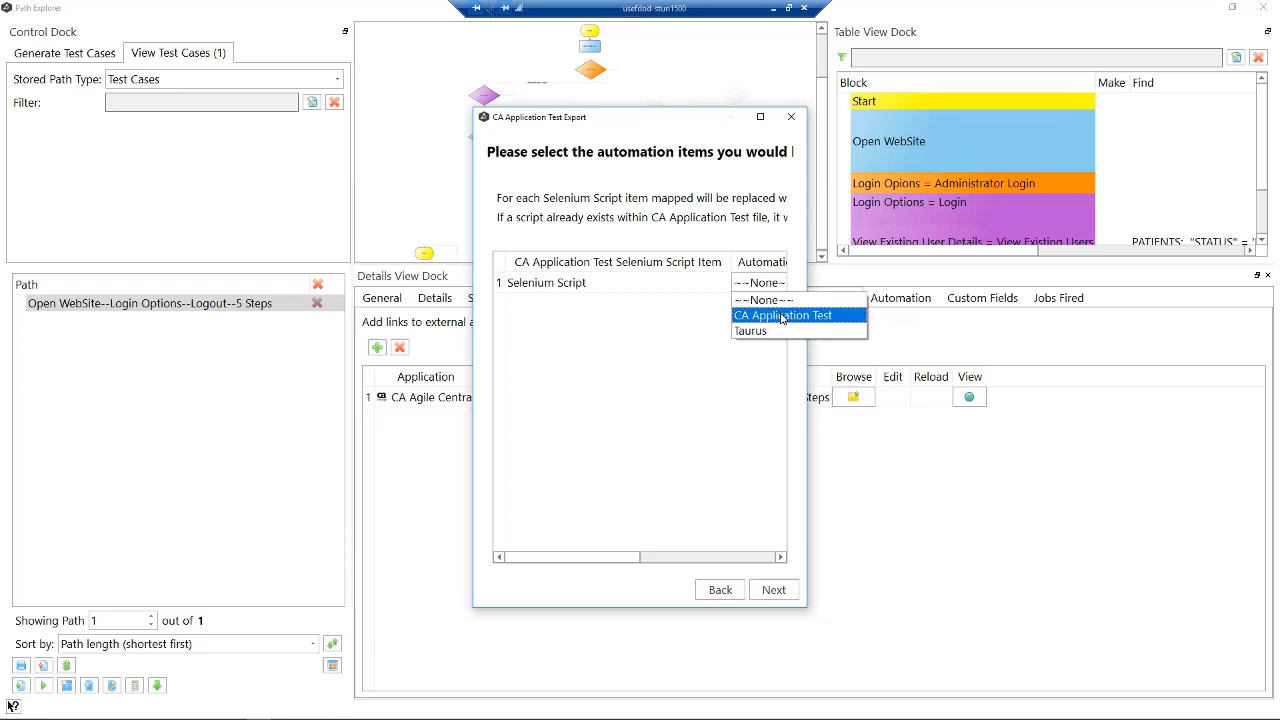 Path Explorer
usefdod-stun1500
Control Dock
Generate Test Cases
View Test Cases (1)
Stored Path Type:
Test Cases
Filter:
Path
Open WebSite--Login Options--Logout--5 Steps
Showing Path
1
out of
1
Sort by:
Path length (shortest first)
Table View Dock
Block
Make
Find
Start
Open WebSite
Login Opions = Administrator Login
Login Options = Login
View Existing User Details = View Existing Users
PATIENTS: "STATUS" = "
Details View Dock
General
Details
S
Automation
Custom Fields
Jobs Fired
Add links to external a
Application
Browse
Edit
Reload
View
1
CA Agile Centra
Steps
CA Application Test Export
Please select the automation items you would l
For each Selenium Script item mapped will be replaced w
If a script already exists within CA Application Test file, it w
CA Application Test Selenium Script Item
Automatic
1
Selenium Script
~~None~
~~None~~
CA Application Test
Taurus
Back
Next